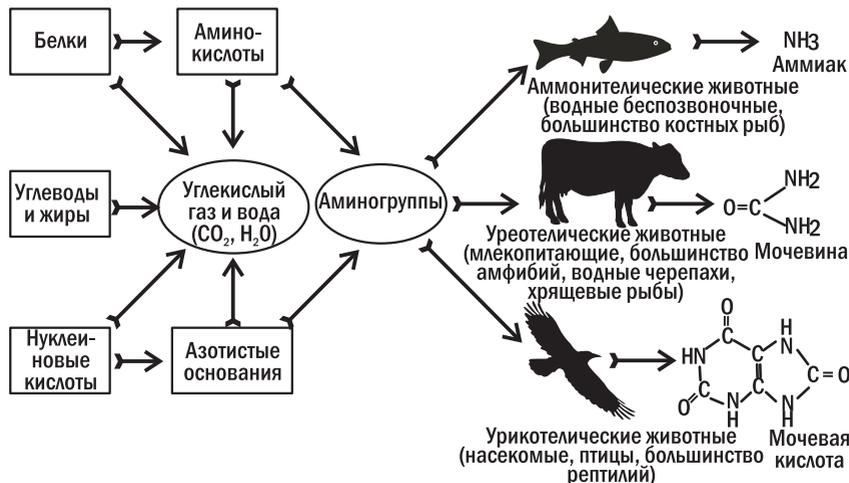 Белки
Амино-
кислоты
NH3
Аммиак
Аммонителические животные
(водные беспозвоночные,
большинство костных рыб)
Углеводы
и жиры
Углекислый
газ и вода
(CO₂, H₂O)
Аминогруппы
NH2
O=C
NH2
Мочевина
Уреотелические животные
(млекопитающие, большинство
амфибий, водные черепахи,
хрящевые рыбы)
Нуклеи-
новые
кислоты
Азотистые
основания
O
C
H
N
HN
C
C=O
C
C
O
N
H
N
H
Урикотелические животные
(насекомые, птицы, большинство
рептилий)
Мочевая
кислота